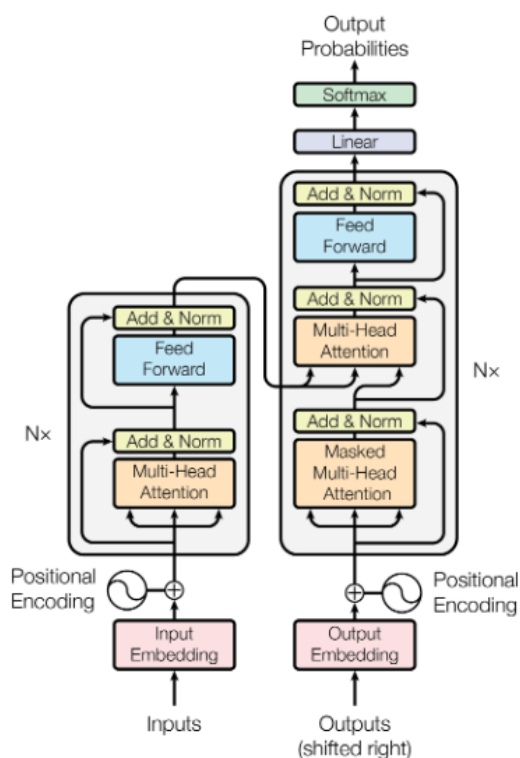 Output
Probabilities
Softmax
Linear
Add & Norm
Feed
Forward
Add & Norm
Multi-Head
Attention
Add & Norm
Masked
Multi-Head
Attention
N×
Add & Norm
Feed
Forward
N×
Add & Norm
Multi-Head
Attention
Positional
Encoding
Positional
Encoding
Input
Embedding
Output
Embedding
Inputs
Outputs
(shifted right)